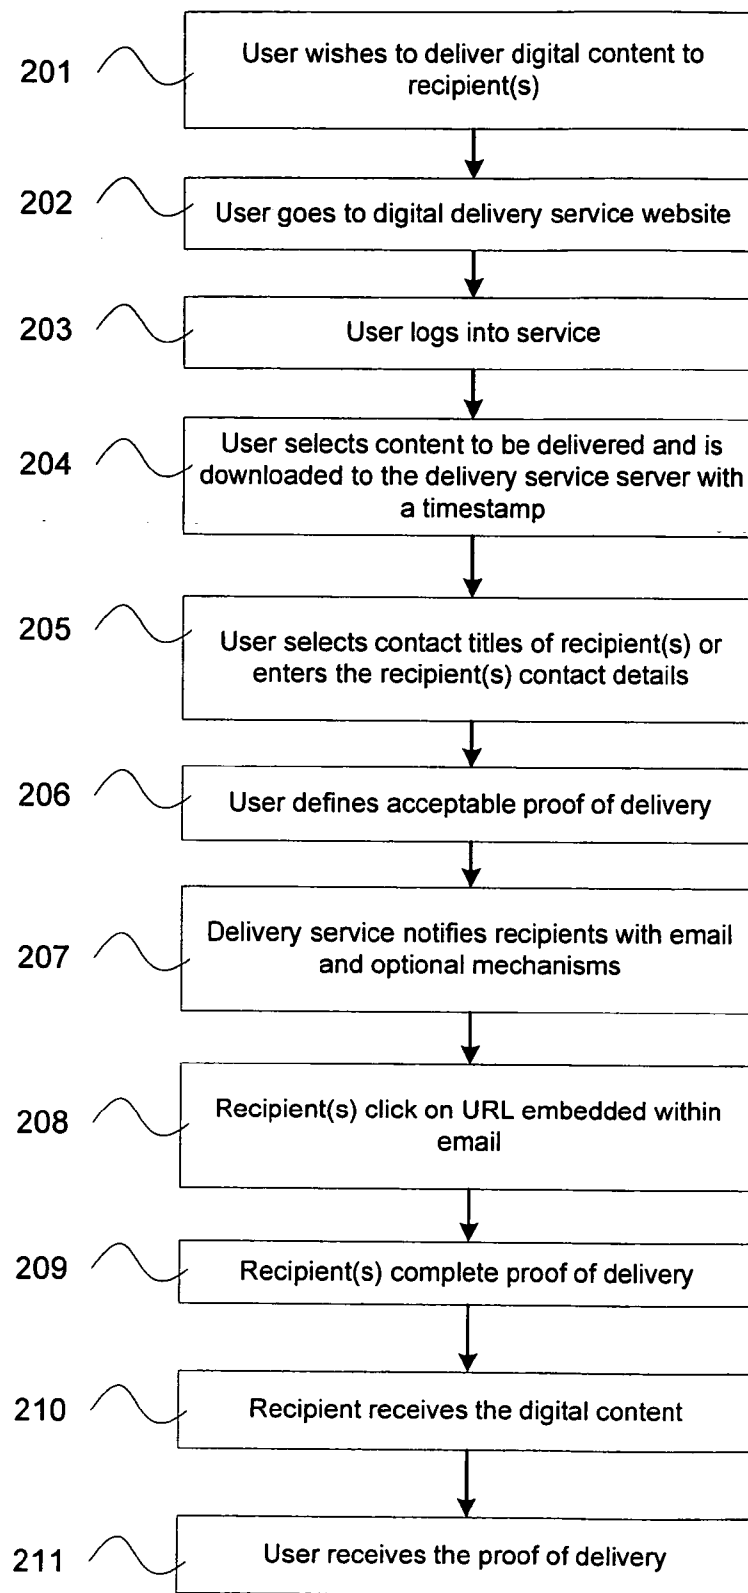 201
User wishes to deliver digital content to
recipient(s)
202
User goes to digital delivery service website
203
User logs into service
204
User selects content to be delivered and is
downloaded to the delivery service server with
a timestamp
205
User selects contact titles of recipient(s) or
enters the recipient(s) contact details
206
User defines acceptable proof of delivery
207
Delivery service notifies recipients with email
and optional mechanisms
208
Recipient(s) click on URL embedded within
email
209
Recipient(s) complete proof of delivery
210
Recipient receives the digital content
211
User receives the proof of delivery